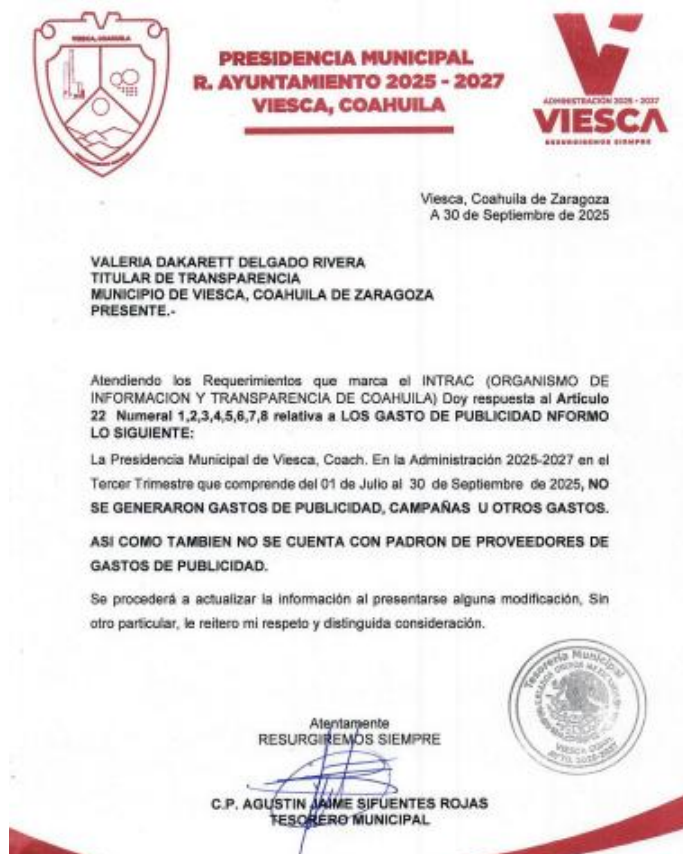 VIESCA, COAHUILA
PRESIDENCIA MUNICIPAL
R. AYUNTAMIENTO 2025 - 2027
VIESCA, COAHUILA
ADMINISTRACIÓN 2025 - 2027
VIESCA
RESURGIREMOS SIEMPRE
Viesca, Coahuila de Zaragoza
A 30 de Septiembre de 2025
VALERIA DAKARETT DELGADO RIVERA
TITULAR DE TRANSPARENCIA
MUNICIPIO DE VIESCA, COAHUILA DE ZARAGOZA
PRESENTE.-
Atendiendo los Requerimientos que marca el INTRAC (ORGANISMO DE
INFORMACION Y TRANSPARENCIA DE COAHUILA) Doy respuesta al Artículo
22 Numeral 1,2,3,4,5,6,7,8 relativa a LOS GASTO DE PUBLICIDAD NFORMO
LO SIGUIENTE:
La Presidencia Municipal de Viesca, Coach. En la Administración 2025-2027 en el
Tercer Trimestre que comprende del 01 de Julio al 30 de Septiembre de 2025, NO
SE GENERARON GASTOS DE PUBLICIDAD, CAMPAÑAS U OTROS GASTOS.
ASI COMO TAMBIEN NO SE CUENTA CON PADRON DE PROVEEDORES DE
GASTOS DE PUBLICIDAD.
Se procederá a actualizar la información al presentarse alguna modificación, Sin
otro particular, le reitero mi respeto y distinguida consideración.
Tesorería Municipal
Atentamente
RESURGIREMOS SIEMPRE
C.P. AGUSTIN JAIME SIFUENTES ROJAS
TESORERO MUNICIPAL